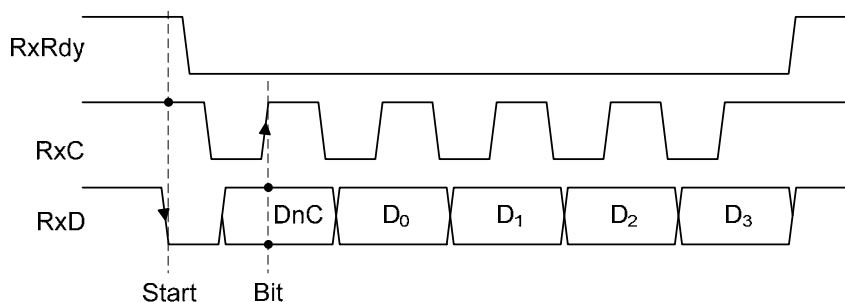 RxRdy
RxC
RxD
DnC D₀ D₁ D₂ D₃
Start Bit